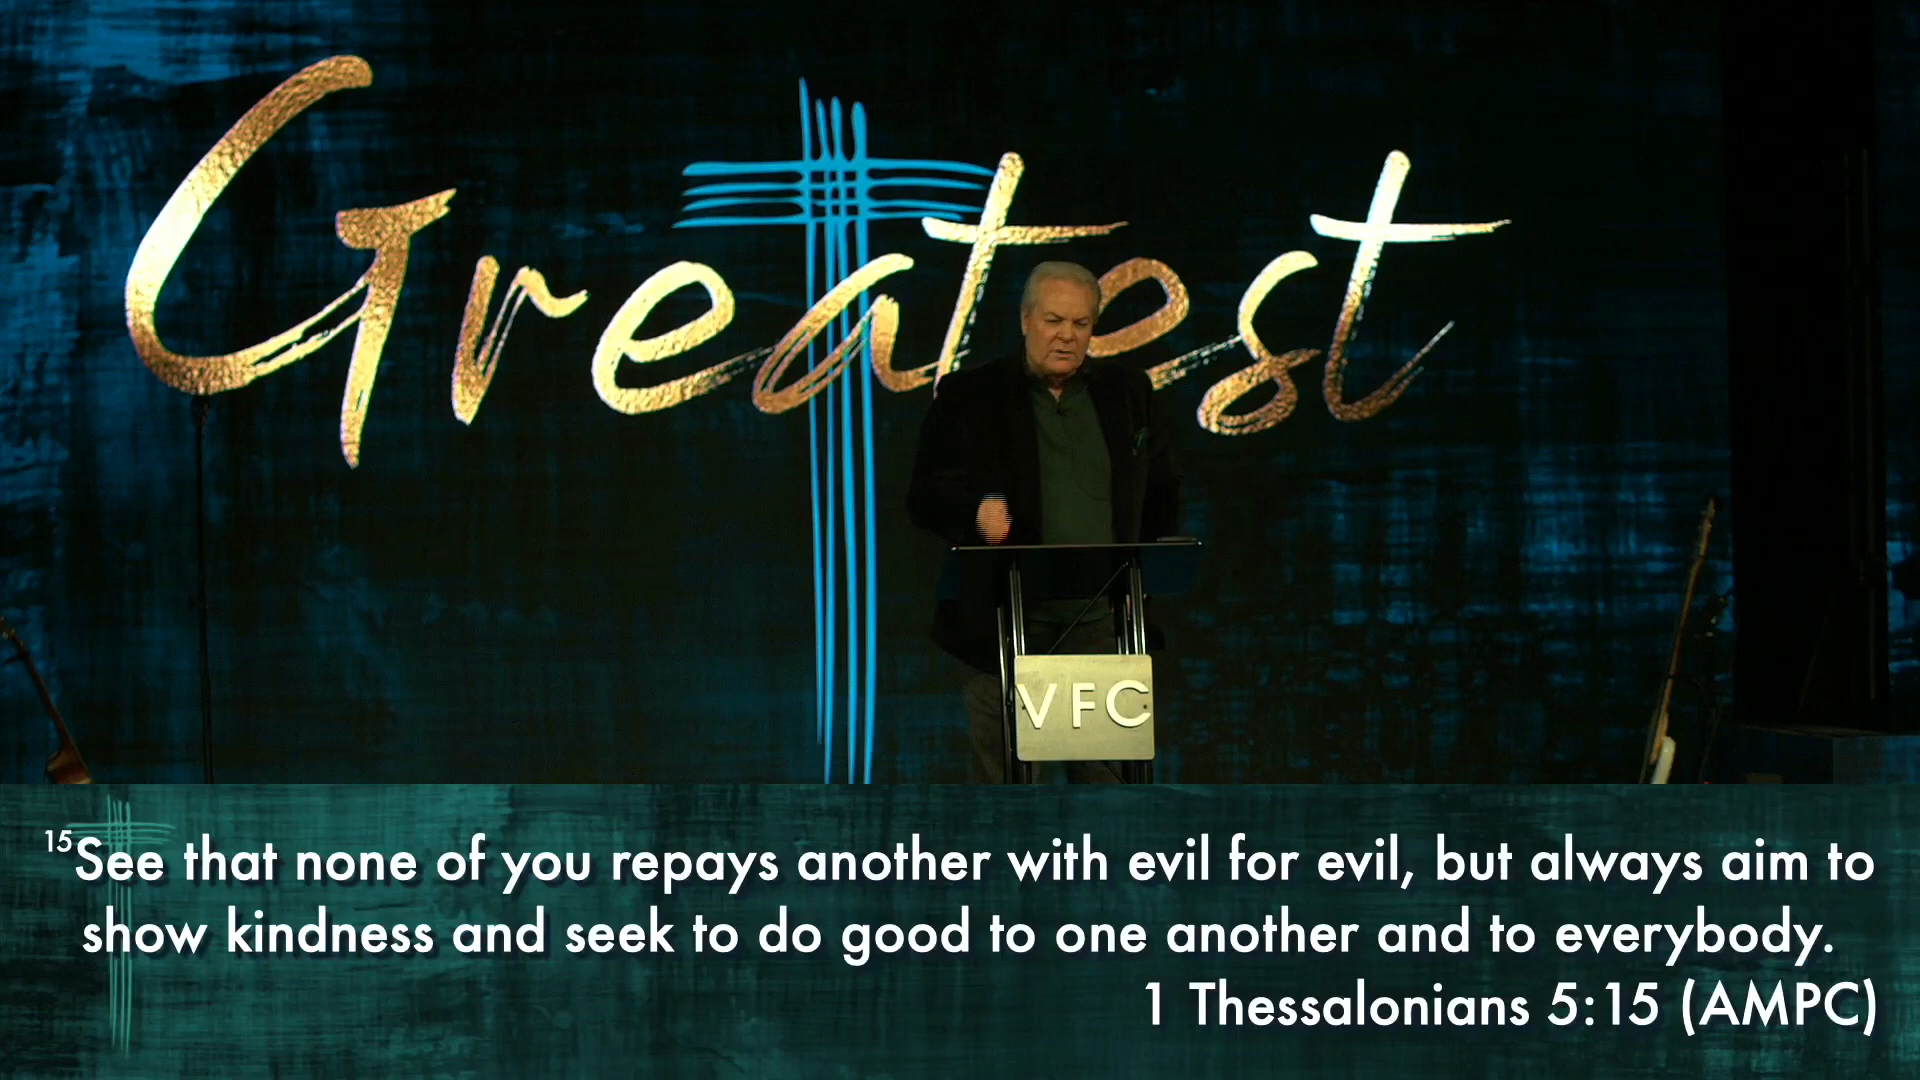 Greatest
VFC
15See that none of you repays another with evil for evil, but always aim to
show kindness and seek to do good to one another and to everybody.
1 Thessalonians 5:15 (AMPC)